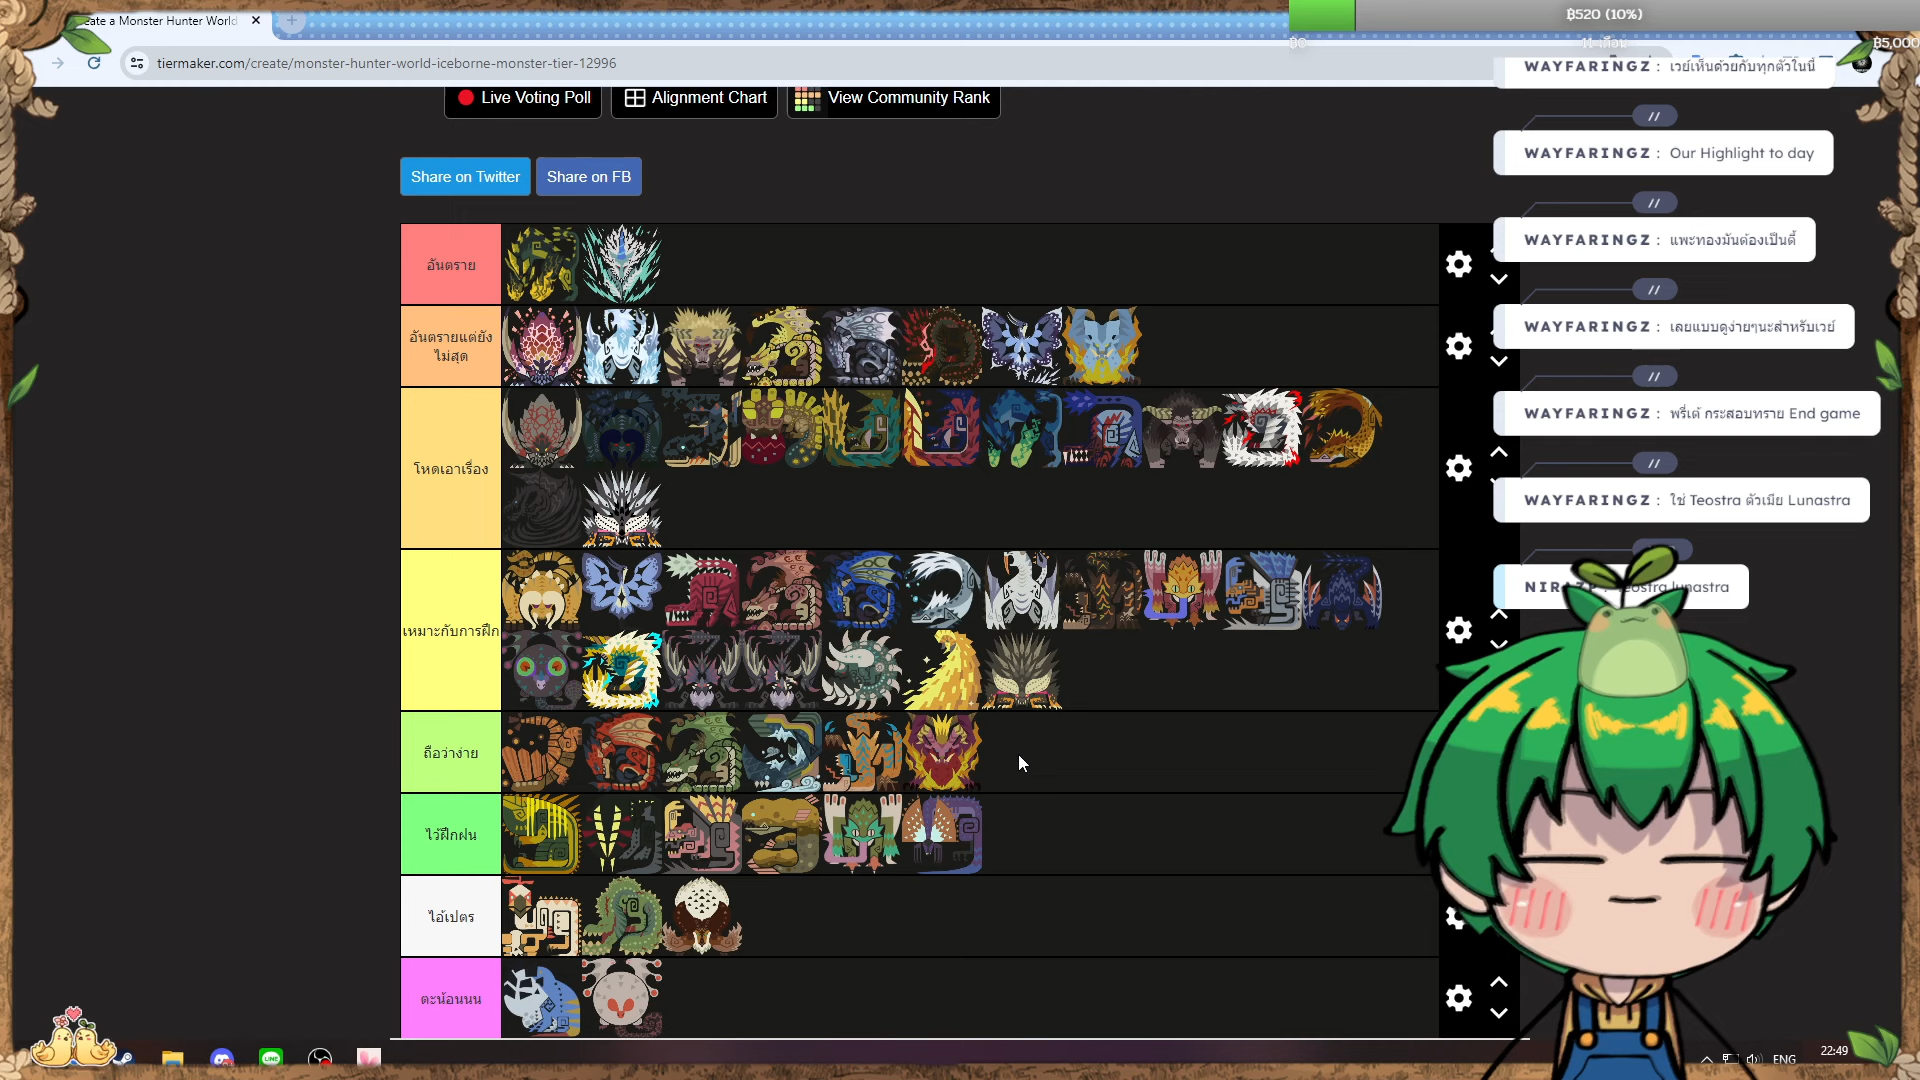 eate a Monster Hunter World
฿520 (10%)
฿0
11 เดือน
฿5,000
tiermaker.com/create/monster-hunter-world-iceborne-monster-tier-12996
Live Voting Poll
Alignment Chart
View Community Rank
Share on Twitter
Share on FB
อันตราย
อันตรายแต่ยัง
ไม่สุด
โหดเอาเรื่อง
เหมาะกับการฝึก
ถือว่าง่าย
ไว้ฝึกฝน
ไอ้เปตร
ตะน้อนนน
WAYFARINGZ : เวย์เห็นด้วยกับทุกตัวในนี้
//
WAYFARINGZ : Our Highlight to day
//
WAYFARINGZ : แพะทองมันต้องเป็นตี้
//
WAYFARINGZ : เลยแบบดูง่ายๆนะสำหรับเวย์
//
WAYFARINGZ : พรี่เต้ กระสอบทราย End game
//
WAYFARINGZ : ใช่ Teostra ตัวเมีย Lunastra
lunastra
LINE
ENG
22:49